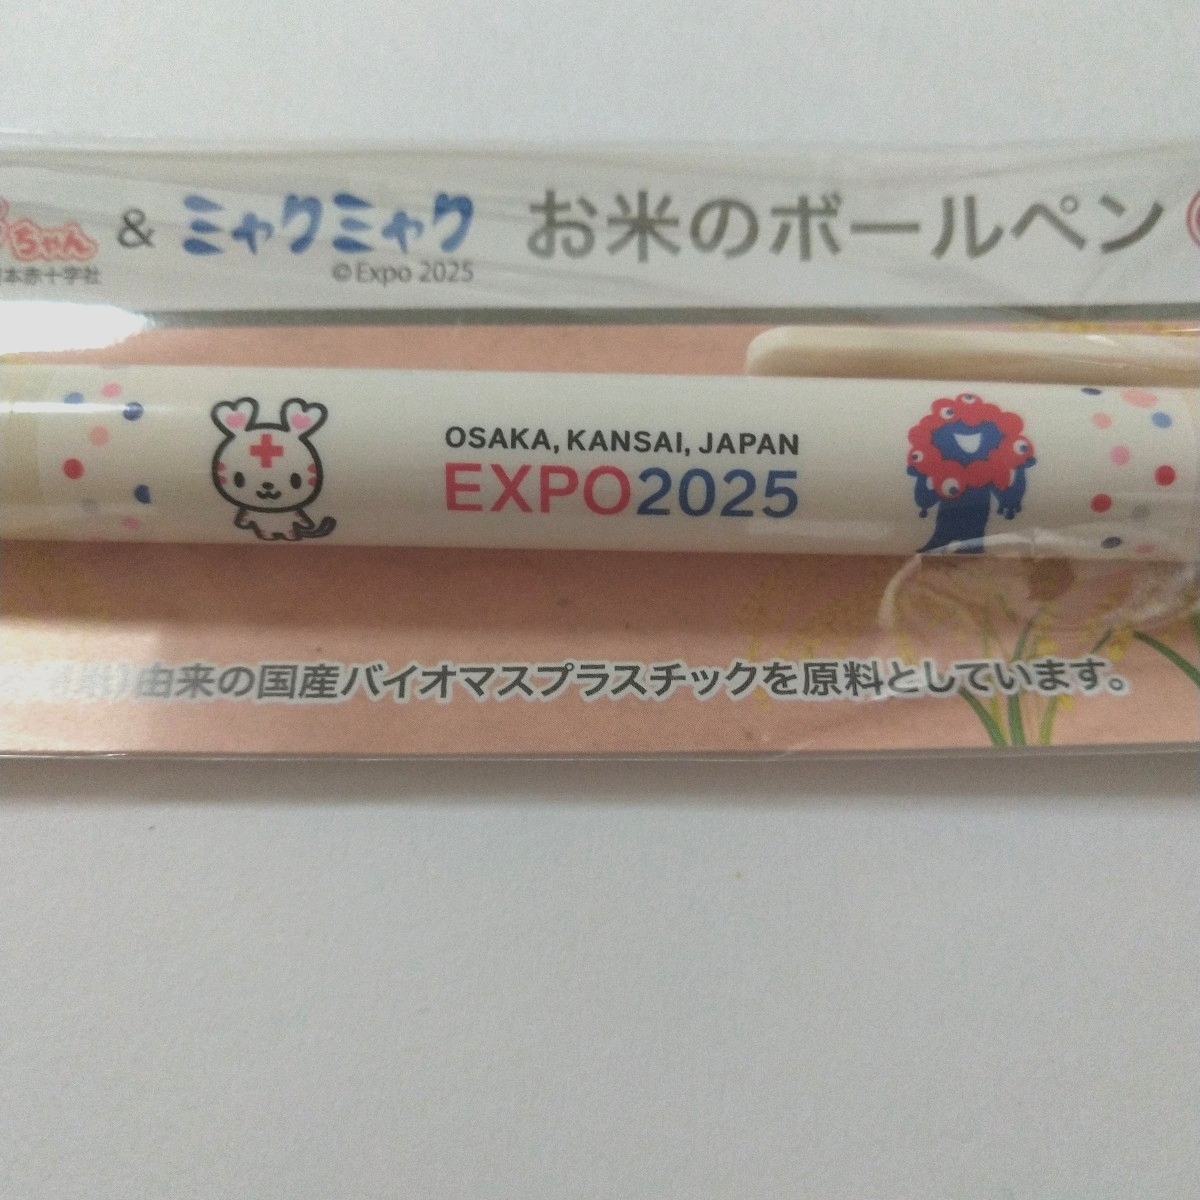 ちゃん & ミャクミャク お米のボールペン
本赤十字社 ©Expo 2025
OSAKA, KANSAI, JAPAN
EXPO2025
由来の国産バイオマスプラスチックを原料としています。